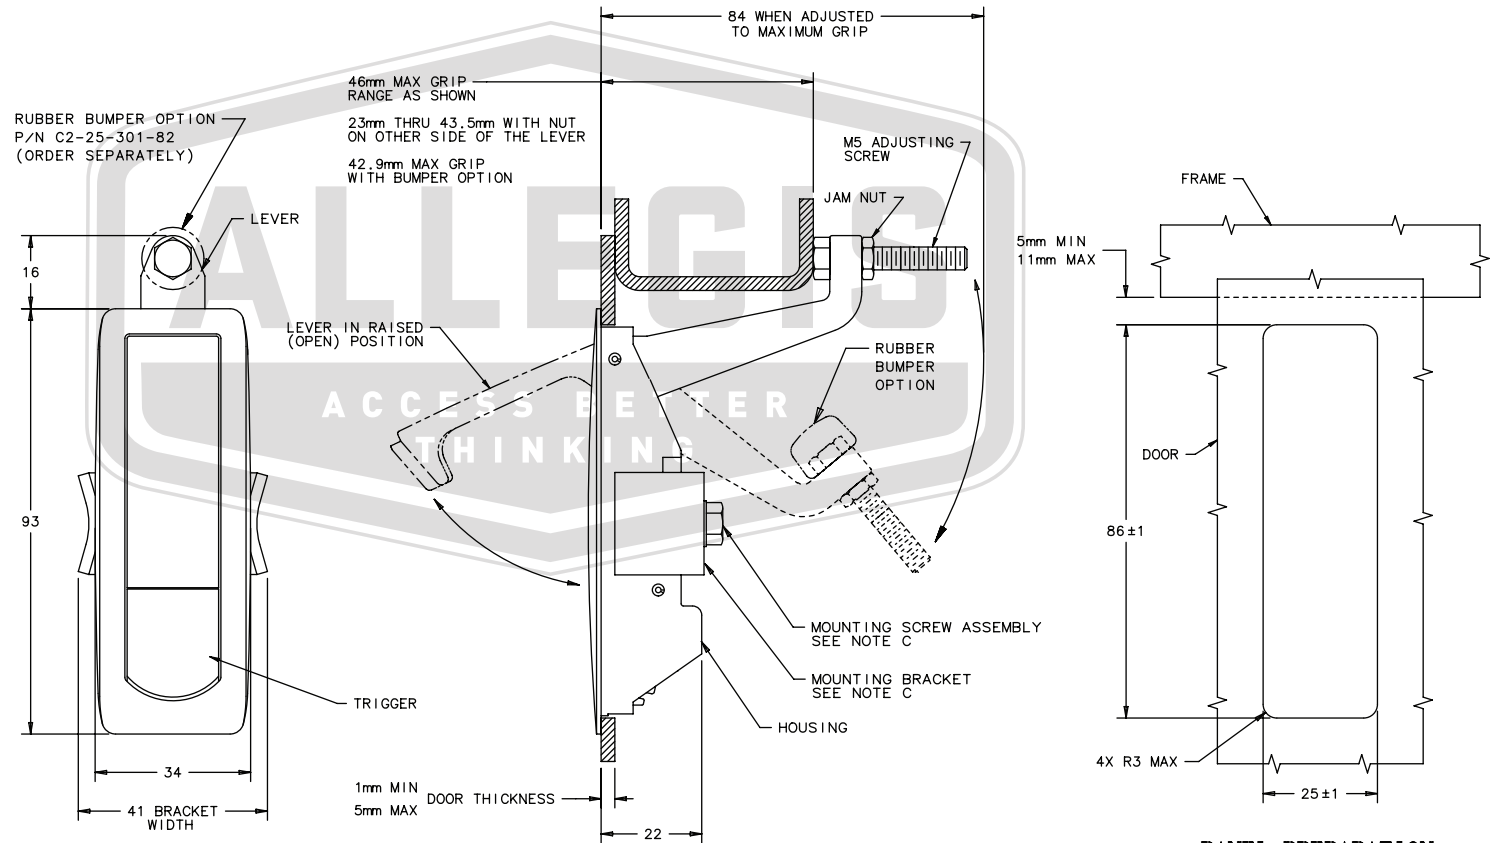 84 WHEN ADJUSTED
TO MAXIMUM GRIP
46mm MAX GRIP
RANGE AS SHOWN
23mm THRU 43.5mm WITH NUT
ON OTHER SIDE OF THE LEVER
42.9mm MAX GRIP
WITH BUMPER OPTION
RUBBER BUMPER OPTION
P/N C2-25-301-82
(ORDER SEPARATELY)
M5 ADJUSTING
SCREW
JAM NUT
LEVER
FRAME
5mm MIN
11mm MAX
16
ALLEGIS
LEVER IN RAISED
(OPEN) POSITION
RUBBER
BUMPER
OPTION
ACCESS BETTER
THINKING
DOOR
93
86±1
MOUNTING SCREW ASSEMBLY
SEE NOTE C
MOUNTING BRACKET
SEE NOTE C
TRIGGER
HOUSING
4X R3 MAX
34
1mm MIN
5mm MAX
DOOR THICKNESS
25±1
41 BRACKET
WIDTH
22